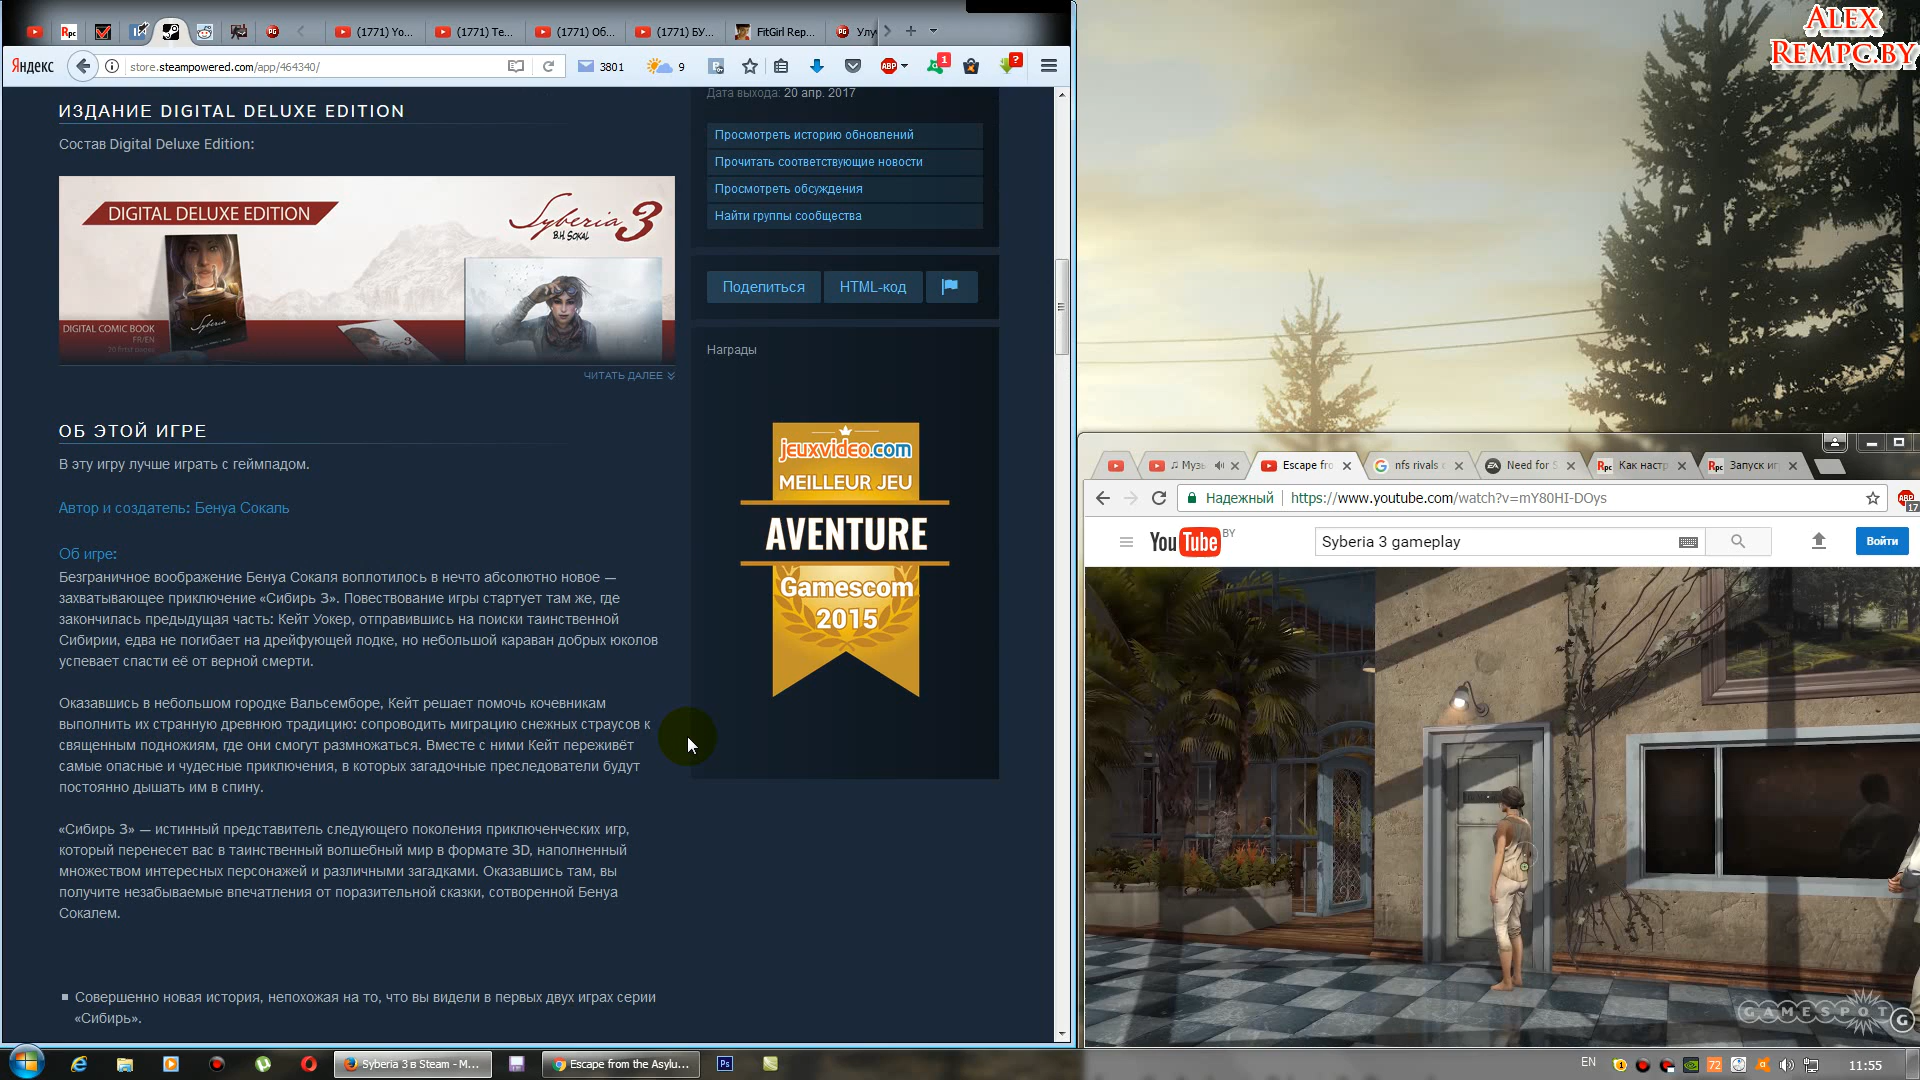 (1771) Yo...
(1771) Te...
(1771) Об...
(1771) БУ...
FitGirl Rep...
Улу
Яндекс
store.steampowered.com/app/464340/
3801
9
ABP
1
?
ИЗДАНИЕ DIGITAL DELUXE EDITION
Состав Digital Deluxe Edition:
DIGITAL DELUXE EDITION
Syberia 3
B.H. SOKAL
DIGITAL COMIC BOOK
FR/EN
Syberia
ЧИТАТЬ ДАЛЕЕ
ОБ ЭТОЙ ИГРЕ
В эту игру лучше играть с геймпадом.
Автор и создатель: Бенуа Сокаль
Об игре:
Безграничное воображение Бенуа Сокаля воплотилось в нечто абсолютно новое —
захватывающее приключение «Сибирь 3». Повествование игры стартует там же, где
закончилась предыдущая часть: Кейт Уокер, отправившись на поиски таинственной
Сибирии, едва не погибает на дрейфующей лодке, но небольшой караван добрых юколов
успевает спасти её от верной смерти.
Оказавшись в небольшом городке Вальсемборе, Кейт решает помочь кочевникам
выполнить их странную древнюю традицию: сопроводить миграцию снежных страусов к
священным подножиям, где они смогут размножаться. Вместе с ними Кейт переживёт
самые опасные и чудесные приключения, в которых загадочные преследователи будут
постоянно дышать им в спину.
«Сибирь 3» — истинный представитель следующего поколения приключенческих игр,
который перенесет вас в таинственный волшебный мир в формате 3D, наполненный
множеством интересных персонажей и различными загадками. Оказавшись там, вы
получите незабываемые впечатления от поразительной сказки, сотворенной Бенуа
Сокалем.
Совершенно новая история, непохожая на то, что вы видели в первых двух играх серии
«Сибирь».
Дата выхода: 20 апр. 2017
Просмотреть историю обновлений
Прочитать соответствующие новости
Просмотреть обсуждения
Найти группы сообщества
Поделиться
HTML-код
Награды
jeuxvideo.com
MEILLEUR JEU
AVENTURE
Gamescom
2015
ALEX
REMPC.BY
Муз
Escape fro
nfs rivals
Need for S
Как настр
Запуск иг
Надежный
https://www.youtube.com/watch?v=mY80HI-DOys
ABP
17
YouTube BY
Syberia 3 gameplay
Войти
GAMESPOT
Syberia 3 в Steam - M...
Escape from the Asylu...
Ps
EN
72
11:55